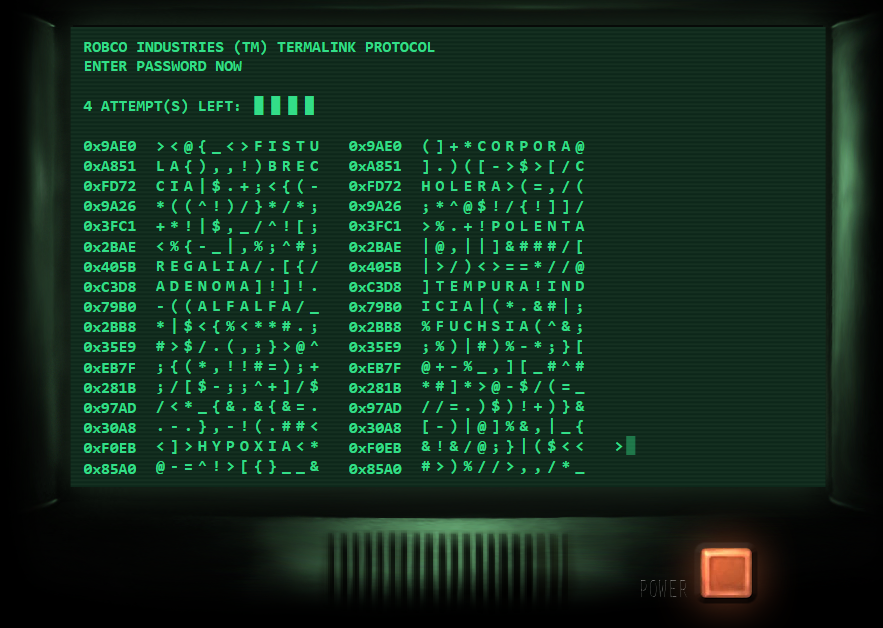 ROBCO INDUSTRIES (TM) TERMALINK PROTOCOL
ENTER PASSWORD NOW
4 ATTEMPT(S) LEFT: █ █ █ █
0x9AE0 ><@{_<>FISTU 0x9AE0 (]+*CORPORA@
0xA851 LA{),,!)BREC 0xA851 ].)([->$>[/C
0xFD72 CIA|$.+;<{(- 0xFD72 HOLERA>(=,/(
0x9A26 *((^!)/}*/*; 0x9A26 ;*^@$!/{!]]/
0x3FC1 +*!|$,_/^![; 0x3FC1 >%.+!POLENTA
0x2BAE <%{-_|,%;^#; 0x2BAE |@,||]&###/[
0x405B REGALIA/.[{/ 0x405B |>/)<>==*//@
0xC3D8 ADENOMA]!]!. 0xC3D8 ]TEMPURA!IND
0x79B0 -((ALFALFA/_ 0x79B0 ICIA|(*.&#|;
0x2BB8 *|$<{%<**#.; 0x2BB8 %FUCHSIA(^&;
0x35E9 #>$/.(,;}>@^ 0x35E9 ;%)|#)%-*;}[
0xEB7F ;{(*,!!#=);+ 0xEB7F @+-%_,][_#^#
0x281B ;/[$-;;^+]/$ 0x281B *#]*>@-$/(=_
0x97AD /<*_{&.&{&=. 0x97AD //=.)$)!+)}&
0x30A8 .-.},-!(.##< 0x30A8 [-)|@]%&,|_{
0xF0EB <]>HYPOXIA<* 0xF0EB &!&/@;}|($<< >█
0x85A0 @-=^!>[{}__& 0x85A0 #>)%//>,,/*_
POWER